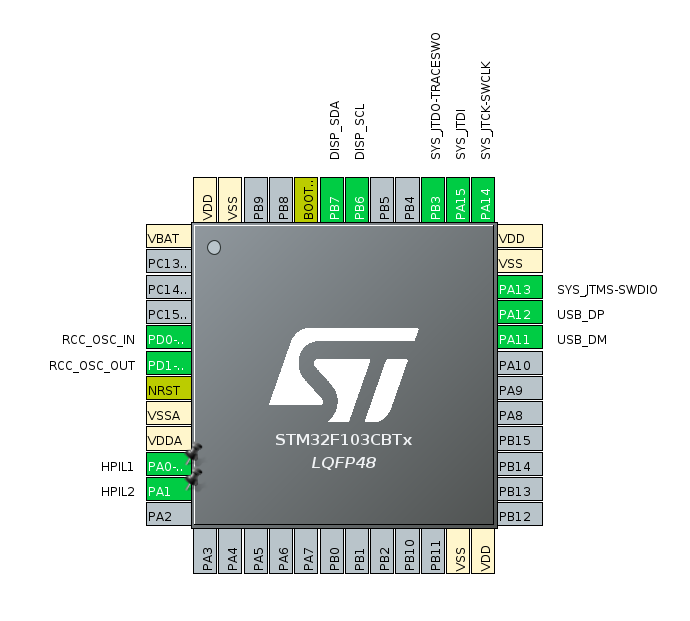 SYS_JTDO-TRACESWO
SYS_JTDI
SYS_JTCK-SWCLK
DISP_SDA
DISP_SCL
VDD
VSS
PB9
PB8
BOOT..
PB7
PB6
PB5
PB4
PB3
PA15
PA14
VBAT
PC13..
PC14..
PC15..
RCC_OSC_IN PD0-..
RCC_OSC_OUT PD1-..
NRST
VSSA
VDDA
HPIL1 PA0-..
HPIL2 PA1
PA2
VDD
VSS
PA13 SYS_JTMS-SWDIO
PA12 USB_DP
PA11 USB_DM
PA10
PA9
PA8
PB15
PB14
PB13
PB12
ST
STM32F103CBTx
LQFP48
PA3
PA4
PA5
PA6
PA7
PB0
PB1
PB2
PB10
PB11
VSS
VDD